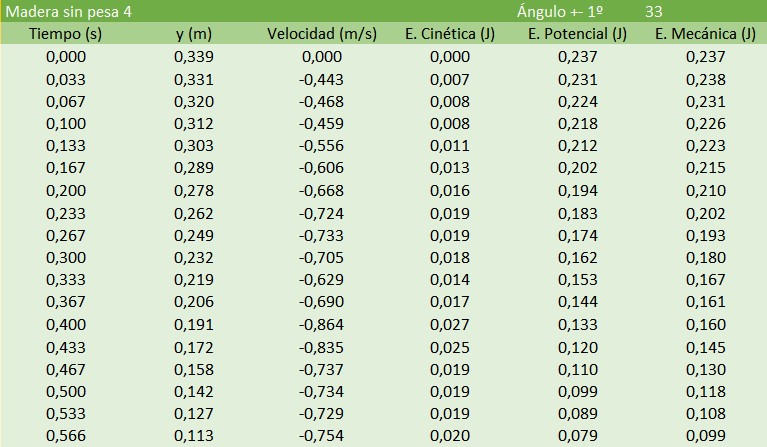 Madera sin pesa 4 Ángulo +- 1º 33
Tiempo (s) y (m) Velocidad (m/s) E. Cinética (J) E. Potencial (J) E. Mecánica (J)
0,000 0,339 0,000 0,000 0,237 0,237
0,033 0,331 -0,443 0,007 0,231 0,238
0,067 0,320 -0,468 0,008 0,224 0,231
0,100 0,312 -0,459 0,008 0,218 0,226
0,133 0,303 -0,556 0,011 0,212 0,223
0,167 0,289 -0,606 0,013 0,202 0,215
0,200 0,278 -0,668 0,016 0,194 0,210
0,233 0,262 -0,724 0,019 0,183 0,202
0,267 0,249 -0,733 0,019 0,174 0,193
0,300 0,232 -0,705 0,018 0,162 0,180
0,333 0,219 -0,629 0,014 0,153 0,167
0,367 0,206 -0,690 0,017 0,144 0,161
0,400 0,191 -0,864 0,027 0,133 0,160
0,433 0,172 -0,835 0,025 0,120 0,145
0,467 0,158 -0,737 0,019 0,110 0,130
0,500 0,142 -0,734 0,019 0,099 0,118
0,533 0,127 -0,729 0,019 0,089 0,108
0,566 0,113 -0,754 0,020 0,079 0,099